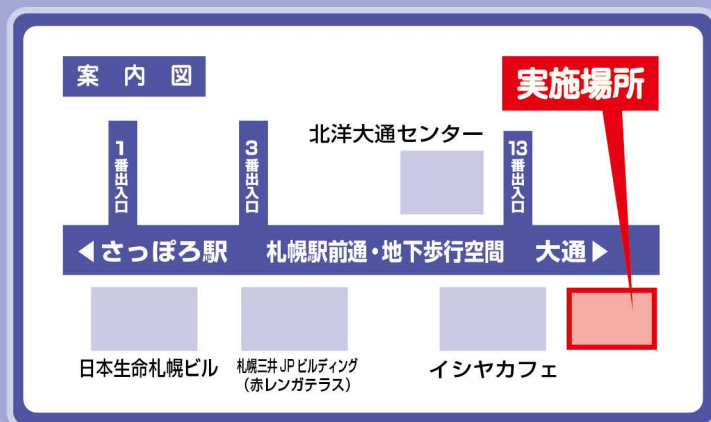 案内図
実施場所
北洋大通センター
1番出入口
3番出入口
13番出入口
◀さっぽろ駅 札幌駅前通・地下歩行空間 大通▶
日本生命札幌ビル
札幌三井JPビルディング
（赤レンガテラス）
イシヤカフェ